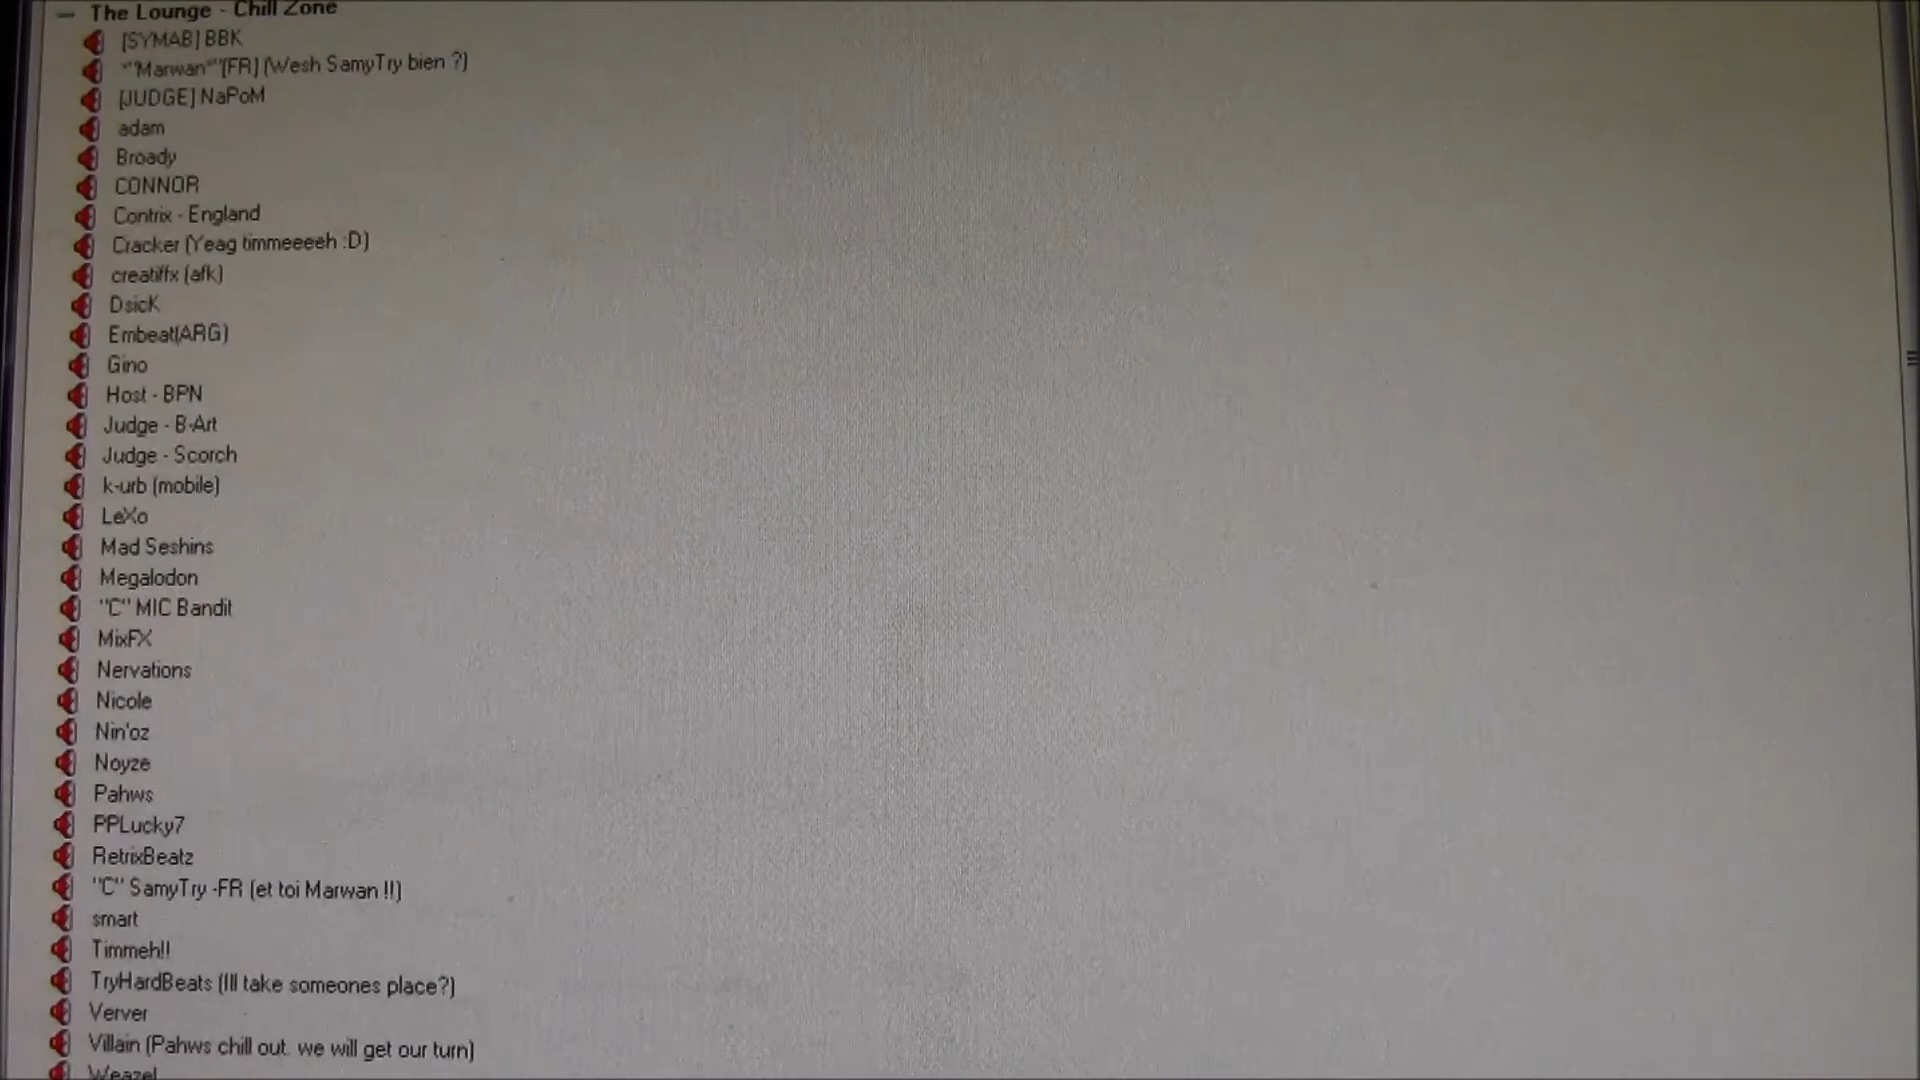 The Lounge - Chill Zone
[SYMAB] BBK
"'Marwan"'[FR] (Wesh SamyTry bien ?)
[JUDGE] NaPoM
adam
Broady
CONNOR
Contrix - England
Cracker (Yeag timmeeeeh :D)
creatiffx (afk)
DsicK
Embeat(ARG)
Gino
Host - BPN
Judge - B-Art
Judge - Scorch
k-urb (mobile)
LeXo
Mad Seshins
Megalodon
"C" MIC Bandit
MixFX
Nervations
Nicole
Nin'oz
Noyze
Pahws
PPLucky7
RetrixBeatz
"C" SamyTry -FR (et toi Marwan !!)
smart
Timmeh!!
TryHardBeats (Ill take someones place?)
Verver
Villain (Pahws chill out. we will get our turn)
Weazel